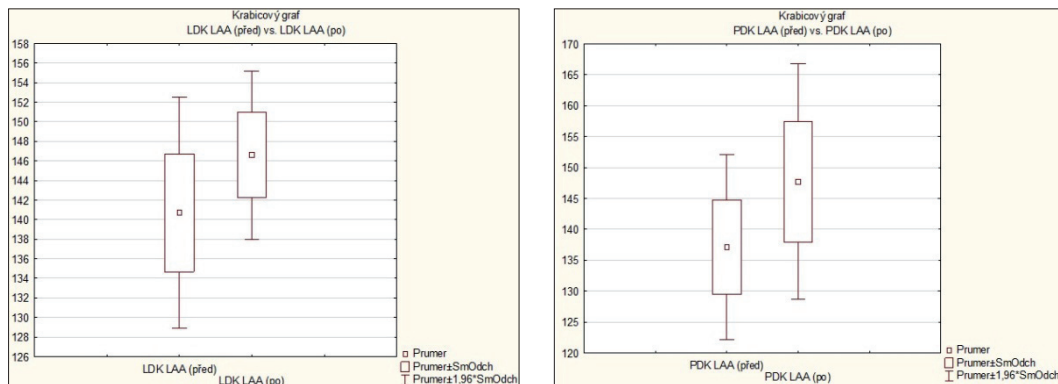 Krabicový graf
LDK LAA (před) vs. LDK LAA (po)
158
156
154
152
150
148
146
144
142
140
138
136
134
132
130
128
126
LDK LAA (před)
LDK LAA (po)
Prumer
Prumer±SmOdch
Prumer±1,96*SmOdch
Krabicový graf
PDK LAA (před) vs. PDK LAA (po)
170
165
160
155
150
145
140
135
130
125
120
PDK LAA (před)
PDK LAA (po)
Prumer
Prumer±SmOdch
Prumer±1,96*SmOdch